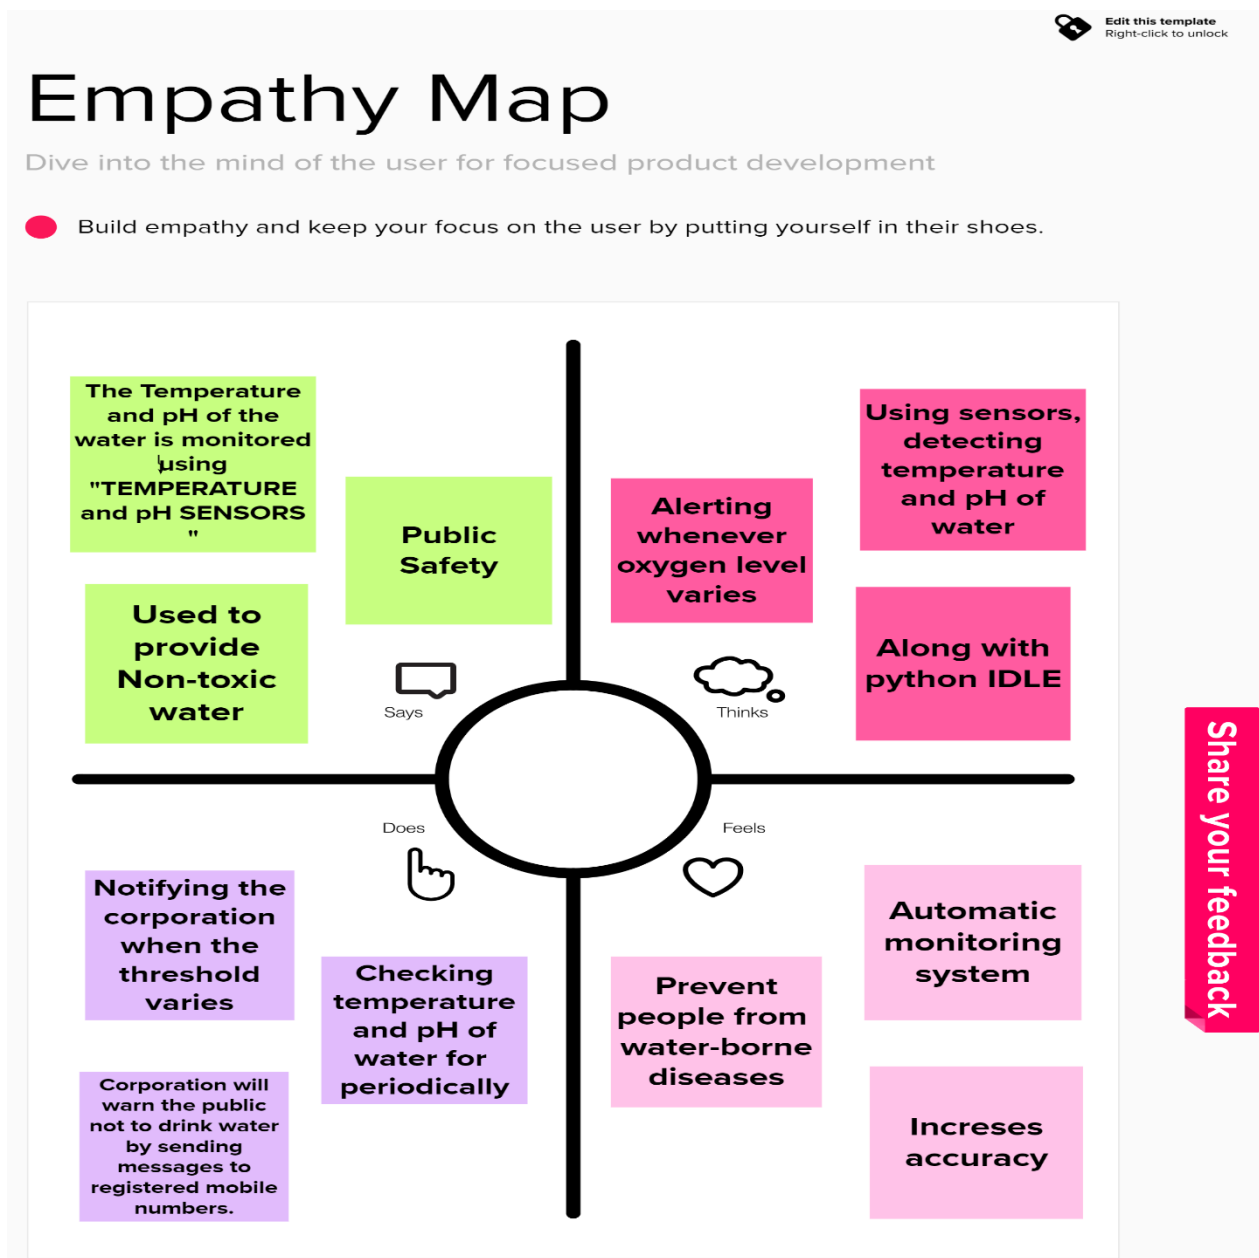 Edit this template
Right-click to unlock
Empathy Map
Dive into the mind of the user for focused product development
Build empathy and keep your focus on the user by putting yourself in their shoes.
The Temperature
and pH of the
water is monitored
using
"TEMPERATURE
and pH SENSORS
"
Public
Safety
Used to
provide
Non-toxic
water
Says
Alerting
whenever
oxygen level
varies
Using sensors,
detecting
temperature
and pH of
water
Along with
python IDLE
Thinks
Does
Notifying the
corporation
when the
threshold
varies
Checking
temperature
and pH of
water for
periodically
Corporation will
warn the public
not to drink water
by sending
messages to
registered mobile
numbers.
Feels
Automatic
monitoring
system
Prevent
people from
water-borne
diseases
Increses
accuracy
Share your feedback